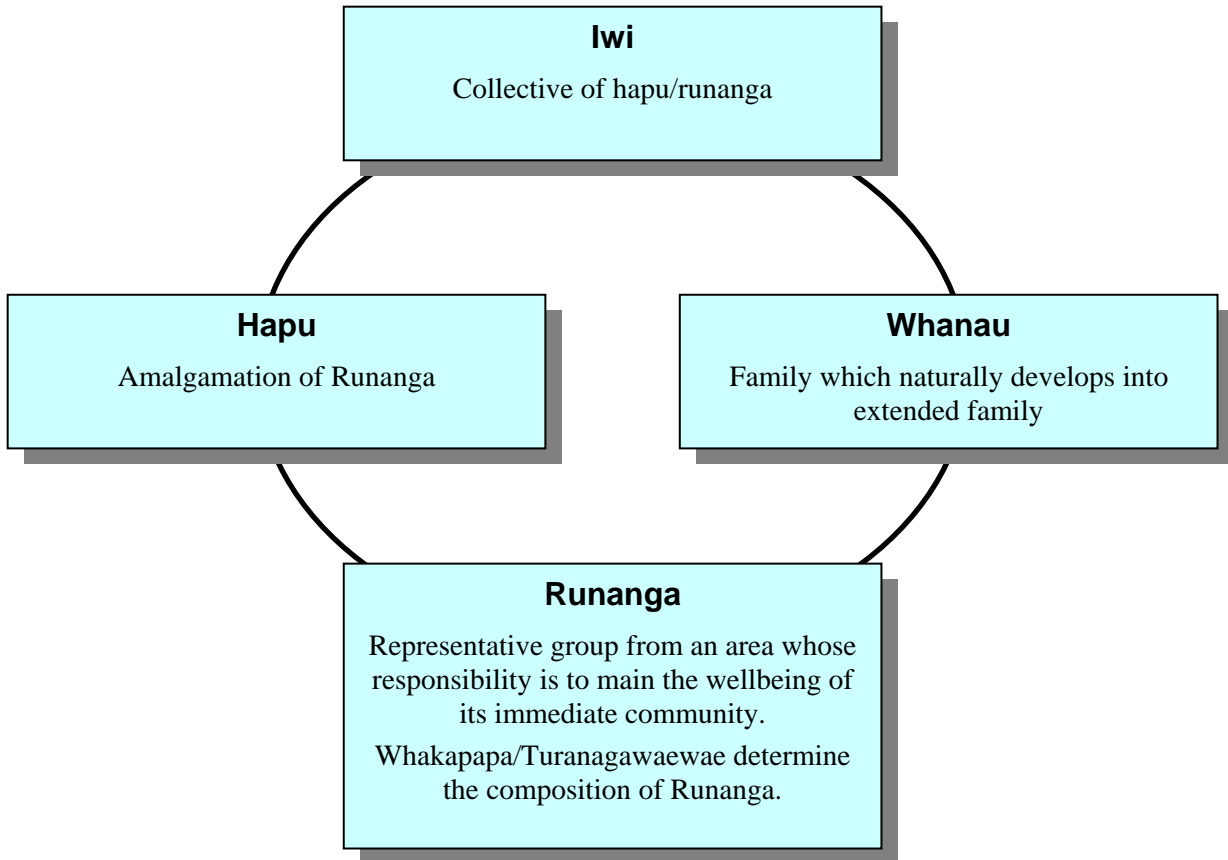 Iwi
Collective of hapu/runanga
Hapu
Amalgamation of Runanga
Whanau
Family which naturally develops into
extended family
Runanga
Representative group from an area whose
responsibility is to main the wellbeing of
its immediate community.
Whakapapa/Turanagawaewae determine
the composition of Runanga.